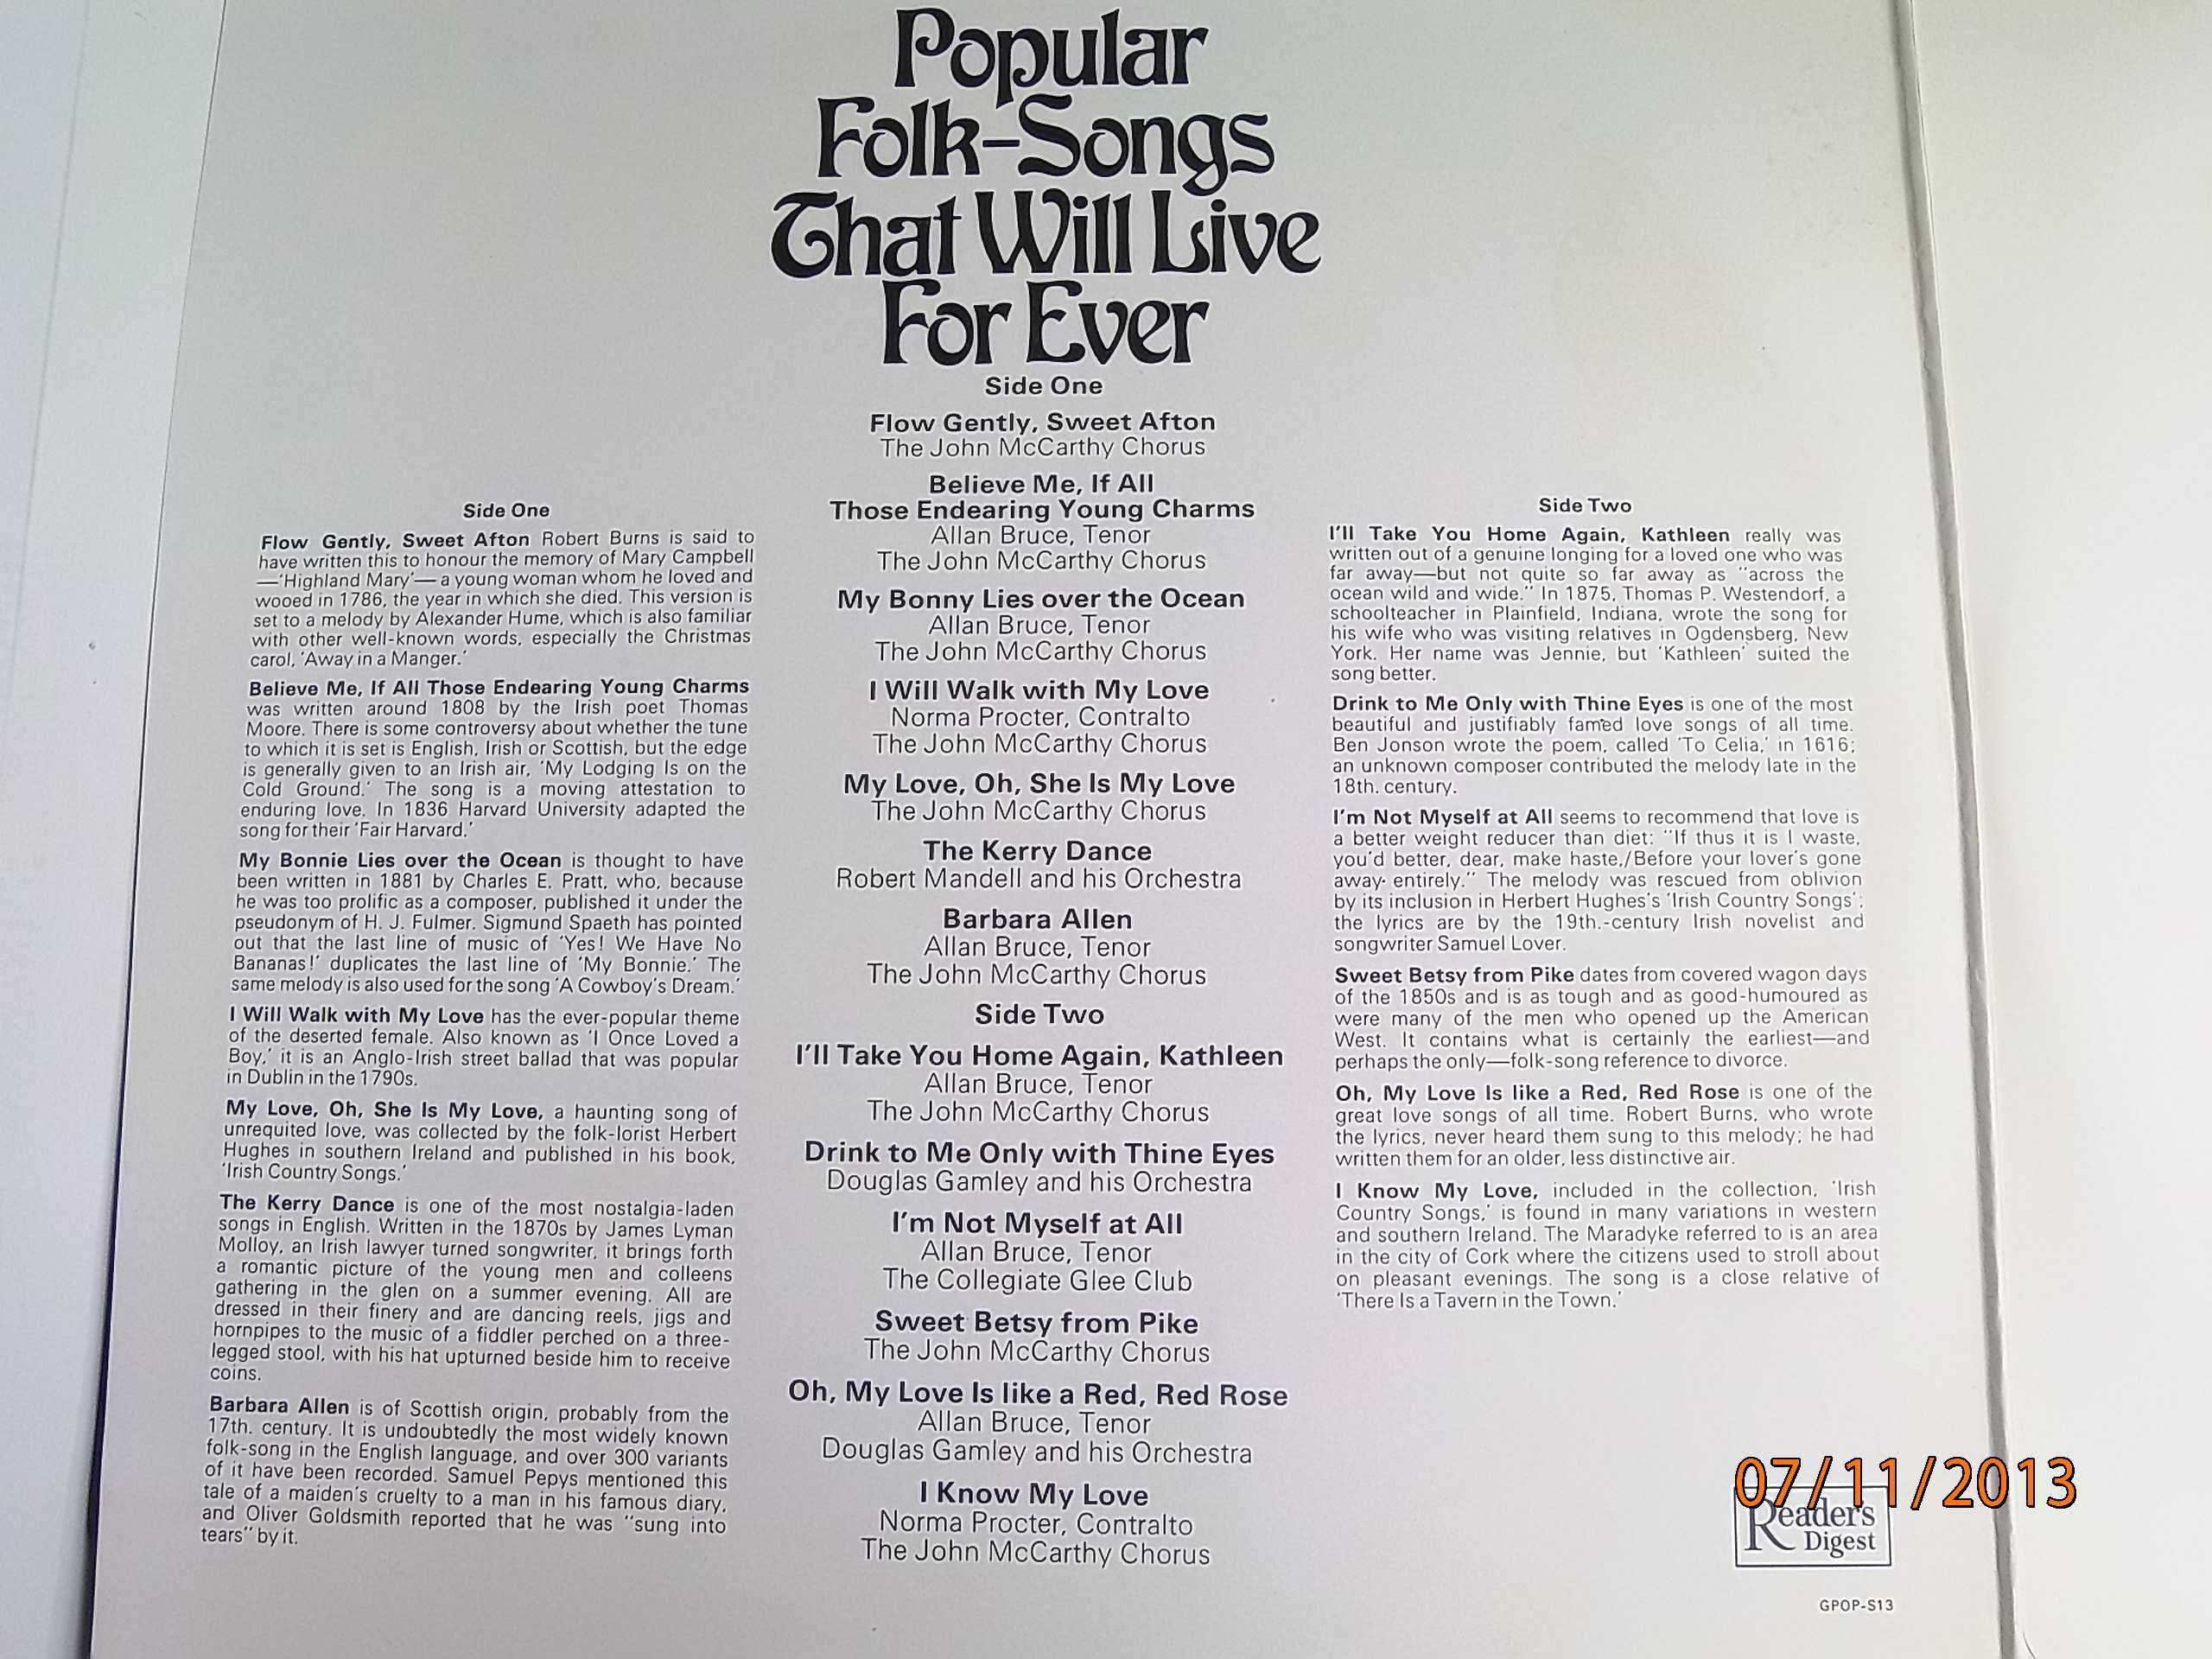 Popular
Folk-Songs
That Will Live
For Ever
Side One
Flow Gently, Sweet Afton
The John McCarthy Chorus
Believe Me, If All
Those Endearing Young Charms
Allan Bruce, Tenor
The John McCarthy Chorus
My Bonny Lies over the Ocean
Allan Bruce, Tenor
The John McCarthy Chorus
I Will Walk with My Love
Norma Procter, Contralto
The John McCarthy Chorus
My Love, Oh, She Is My Love
The John McCarthy Chorus
The Kerry Dance
Robert Mandell and his Orchestra
Barbara Allen
Allan Bruce, Tenor
The John McCarthy Chorus
Side Two
I'll Take You Home Again, Kathleen
Allan Bruce, Tenor
The John McCarthy Chorus
Drink to Me Only with Thine Eyes
Douglas Gamley and his Orchestra
I'm Not Myself at All
Allan Bruce, Tenor
The Collegiate Glee Club
Sweet Betsy from Pike
The John McCarthy Chorus
Oh, My Love Is like a Red, Red Rose
Allan Bruce, Tenor
Douglas Gamley and his Orchestra
I Know My Love
Norma Procter, Contralto
The John McCarthy Chorus
Side One
Flow Gently, Sweet Afton Robert Burns is said to
have written this to honour the memory of Mary Campbell
—'Highland Mary'— a young woman whom he loved and
wooed in 1786, the year in which she died. This version is
set to a melody by Alexander Hume, which is also familiar
with other well-known words, especially the Christmas
carol, 'Away in a Manger.'
Believe Me, If All Those Endearing Young Charms
was written around 1808 by the Irish poet Thomas
Moore. There is some controversy about whether the tune
to which it is set is English, Irish or Scottish, but the edge
is generally given to an Irish air, 'My Lodging Is on the
Cold Ground.' The song is a moving attestation to
enduring love. In 1836 Harvard University adapted the
song for their 'Fair Harvard.'
My Bonnie Lies over the Ocean is thought to have
been written in 1881 by Charles E. Pratt, who, because
he was too prolific as a composer, published it under the
pseudonym of H. J. Fulmer. Sigmund Spaeth has pointed
out that the last line of music of 'Yes! We Have No
Bananas!' duplicates the last line of 'My Bonnie.' The
same melody is also used for the song 'A Cowboy's Dream.'
I Will Walk with My Love has the ever-popular theme
of the deserted female. Also known as 'I Once Loved a
Boy,' it is an Anglo-Irish street ballad that was popular
in Dublin in the 1790s.
My Love, Oh, She Is My Love, a haunting song of
unrequited love, was collected by the folk-lorist Herbert
Hughes in southern Ireland and published in his book,
'Irish Country Songs.'
The Kerry Dance is one of the most nostalgia-laden
songs in English. Written in the 1870s by James Lyman
Molloy, an Irish lawyer turned songwriter, it brings forth
a romantic picture of the young men and colleens
gathering in the glen on a summer evening. All are
dressed in their finery and are dancing reels, jigs and
hornpipes to the music of a fiddler perched on a three-
legged stool, with his hat upturned beside him to receive
coins.
Barbara Allen is of Scottish origin, probably from the
17th. century. It is undoubtedly the most widely known
folk-song in the English language, and over 300 variants
of it have been recorded. Samuel Pepys mentioned this
tale of a maiden's cruelty to a man in his famous diary,
and Oliver Goldsmith reported that he was "sung into
tears" by it.
Side Two
I'll Take You Home Again, Kathleen really was
written out of a genuine longing for a loved one who was
far away—but not quite so far away as "across the
ocean wild and wide." In 1875, Thomas P. Westendorf, a
schoolteacher in Plainfield, Indiana, wrote the song for
his wife who was visiting relatives in Ogdensberg, New
York. Her name was Jennie, but 'Kathleen' suited the
song better.
Drink to Me Only with Thine Eyes is one of the most
beautiful and justifiably famed love songs of all time.
Ben Jonson wrote the poem, called 'To Celia,' in 1616;
an unknown composer contributed the melody late in the
18th. century.
I'm Not Myself at All seems to recommend that love is
a better weight reducer than diet: "If thus it is I waste,
you'd better, dear, make haste,/Before your lover's gone
away entirely." The melody was rescued from oblivion
by its inclusion in Herbert Hughes's 'Irish Country Songs';
the lyrics are by the 19th.-century Irish novelist and
songwriter Samuel Lover.
Sweet Betsy from Pike dates from covered wagon days
of the 1850s and is as tough and as good-humoured as
were many of the men who opened up the American
West. It contains what is certainly the earliest—and
perhaps the only—folk-song reference to divorce.
Oh, My Love Is like a Red, Red Rose is one of the
great love songs of all time. Robert Burns, who wrote
the lyrics, never heard them sung to this melody; he had
written them for an older, less distinctive air.
I Know My Love, included in the collection, 'Irish
Country Songs,' is found in many variations in western
and southern Ireland. The Maradyke referred to is an area
in the city of Cork where the citizens used to stroll about
on pleasant evenings. The song is a close relative of
'There Is a Tavern in the Town.'
07/11/2013
Reader's
Digest
GPOP-S13